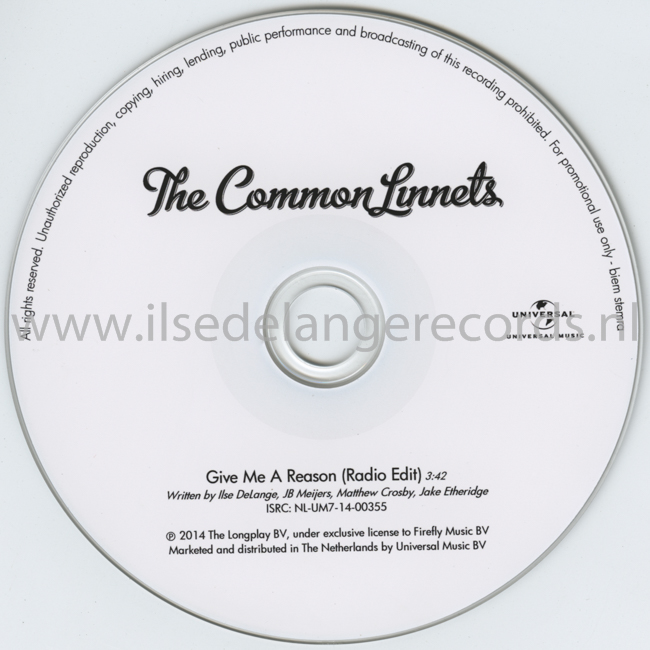 All rights reserved. Unauthorized reproduction, copying, hiring, lending, public performance and broadcasting of this recording prohibited. For promotional use only - biem stemra
The Common Linnets
www.ilsedelangerecords.nl
UNIVERSAL
UNIVERSAL MUSIC
Give Me A Reason (Radio Edit) 3:42
Written by Ilse DeLange, JB Meijers, Matthew Crosby, Jake Etheridge
ISRC: NL-UM7-14-00355
℗ 2014 The Longplay BV, under exclusive license to Firefly Music BV
Marketed and distributed in The Netherlands by Universal Music BV